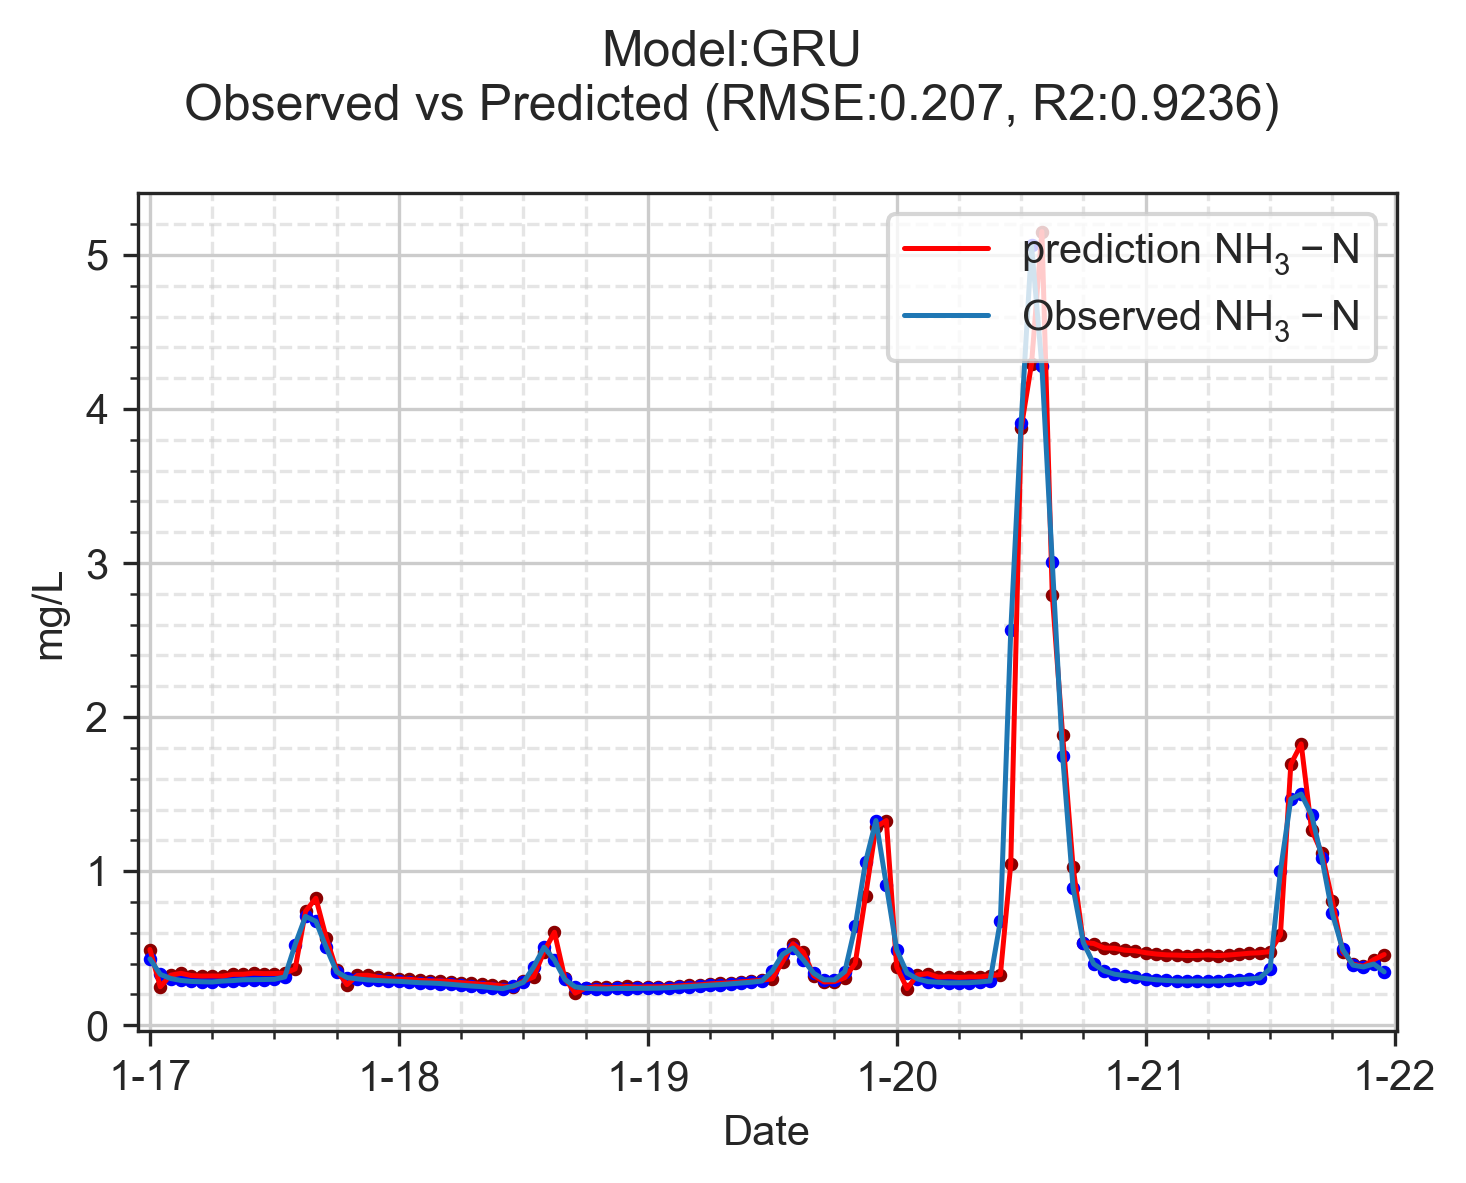 Model:GRU
Observed vs Predicted (RMSE:0.207, R2:0.9236)
prediction NH₃ − N
Observed NH₃ − N
5
4
3
2
1
0
mg/L
1-17 1-18 1-19 1-20 1-21 1-22
Date